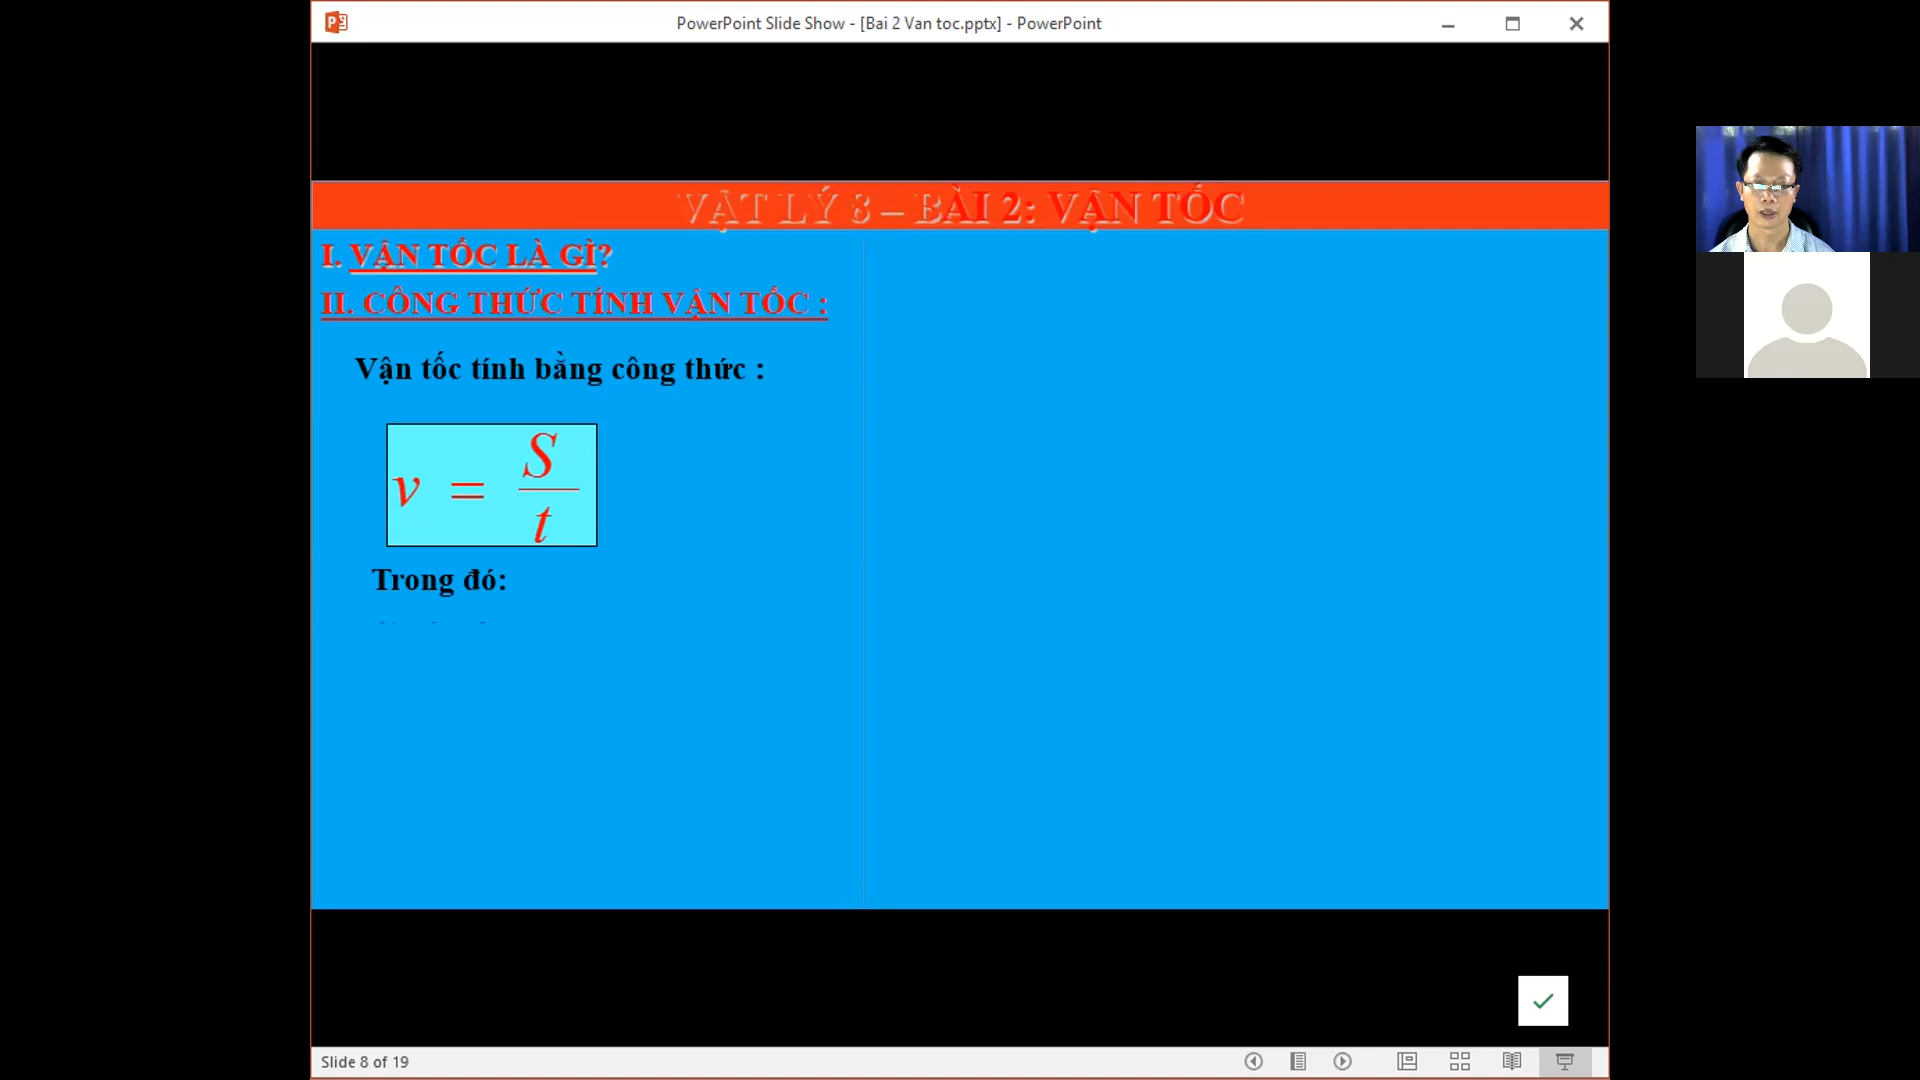 PowerPoint Slide Show - [Bai 2 Van toc.pptx] - PowerPoint
VẬT LÝ 8 – BÀI 2: VẬN TỐC
I. VẬN TỐC LÀ GÌ?
II. CÔNG THỨC TÍNH VẬN TỐC :
Vận tốc tính bằng công thức :
v = S
t
Trong đó:
Slide 8 of 19